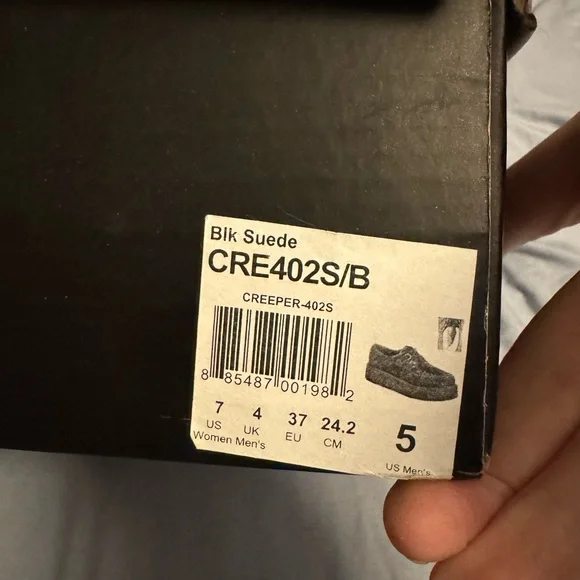 Blk Suede
CRE402S/B
CREEPER-402S
8 85487 00198 2
7 4 37 24.2 5
US UK EU CM
Women Men's US Men's